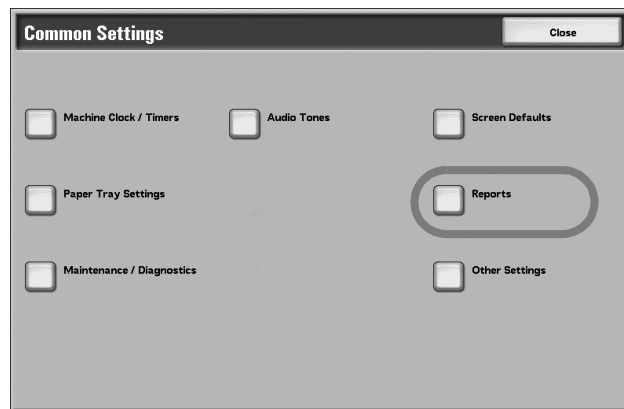 Common Settings
Close
Machine Clock / Timers
Audio Tones
Screen Defaults
Paper Tray Settings
Reports
Maintenance / Diagnostics
Other Settings